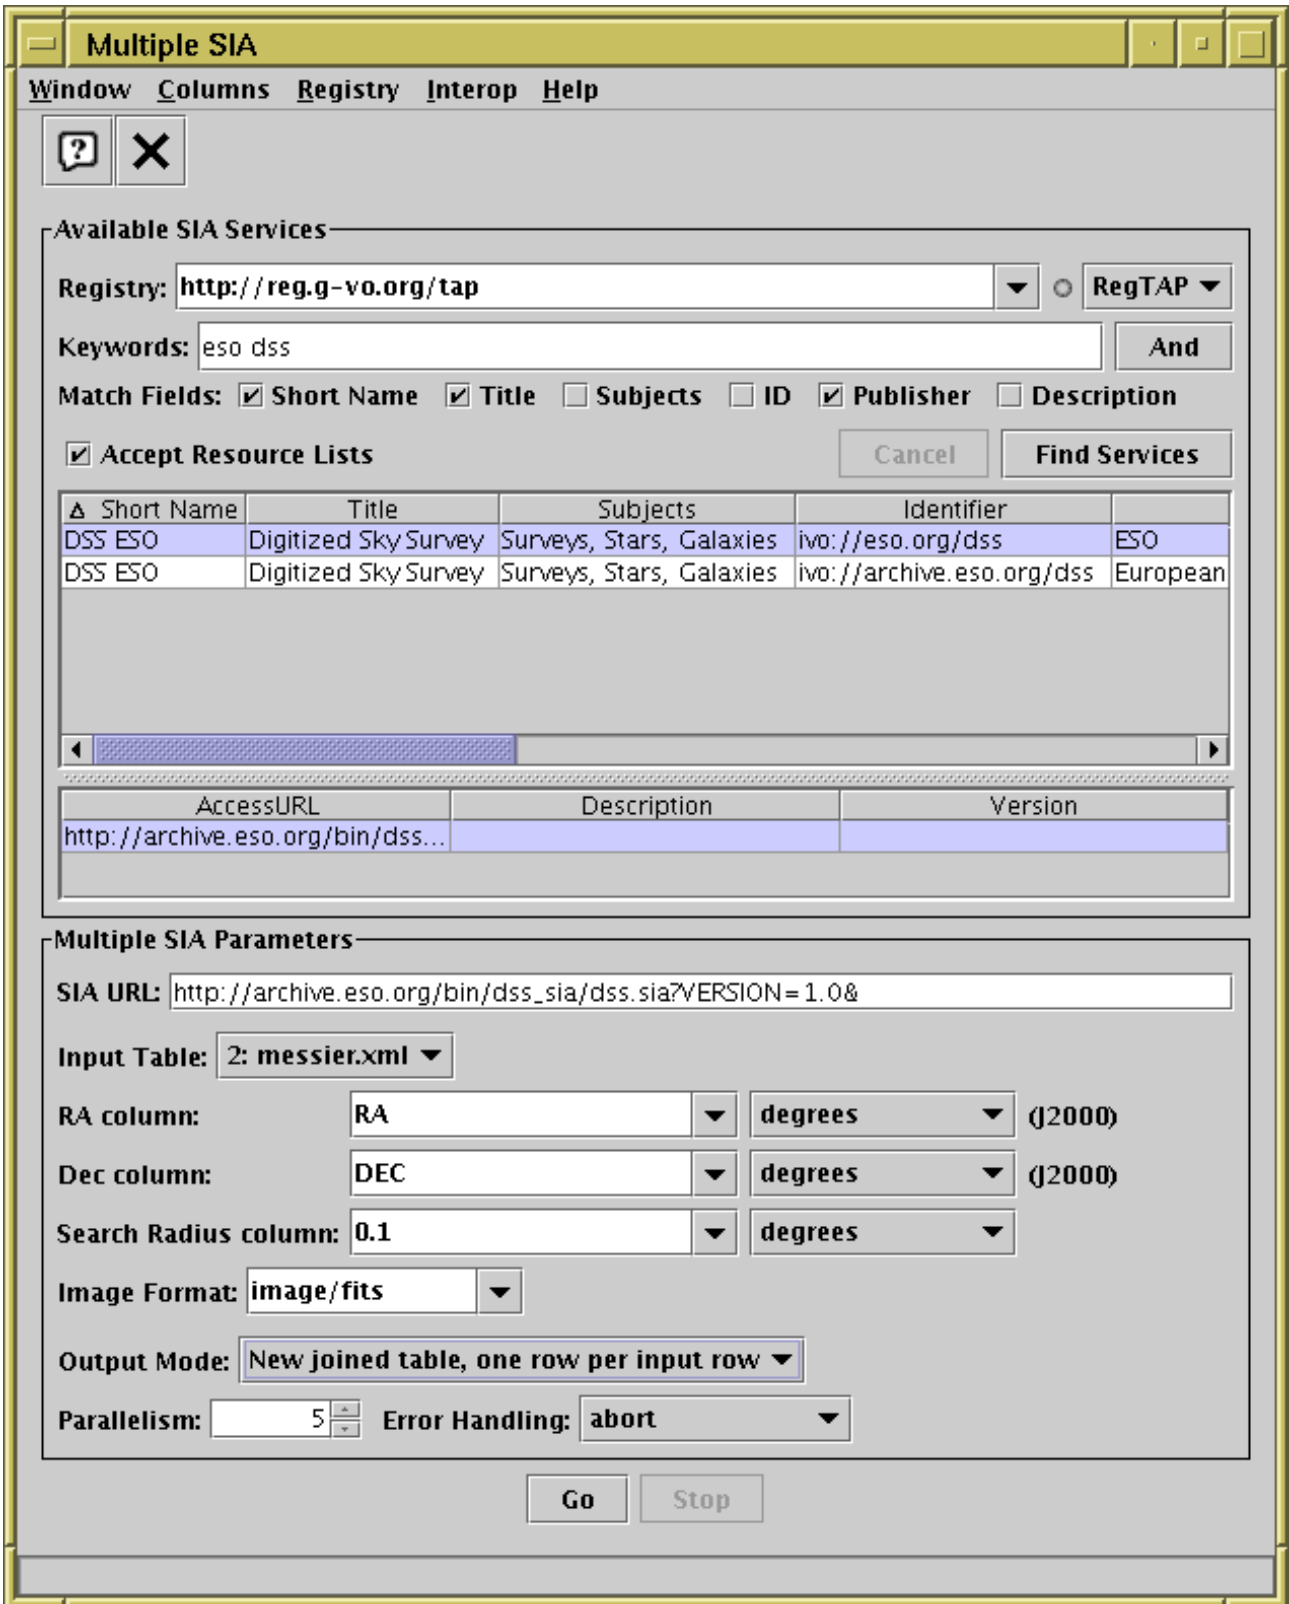 Multiple SIA
Window Columns Registry Interop Help
Available SIA Services
Registry: http://reg.g-vo.org/tap RegTAP
Keywords: eso dss And
Match Fields: Short Name Title Subjects ID Publisher Description
Accept Resource Lists Cancel Find Services
Short Name Title Subjects Identifier
DSS ESO Digitized Sky Survey Surveys, Stars, Galaxies ivo://eso.org/dss ESO
DSS ESO Digitized Sky Survey Surveys, Stars, Galaxies ivo://archive.eso.org/dss European
AccessURL Description Version
http://archive.eso.org/bin/dss...
Multiple SIA Parameters
SIA URL: http://archive.eso.org/bin/dss_sia/dss.sia?VERSION=1.0&
Input Table: 2: messier.xml
RA column: RA degrees (J2000)
Dec column: DEC degrees (J2000)
Search Radius column: 0.1 degrees
Image Format: image/fits
Output Mode: New joined table, one row per input row
Parallelism: 5 Error Handling: abort
Go Stop